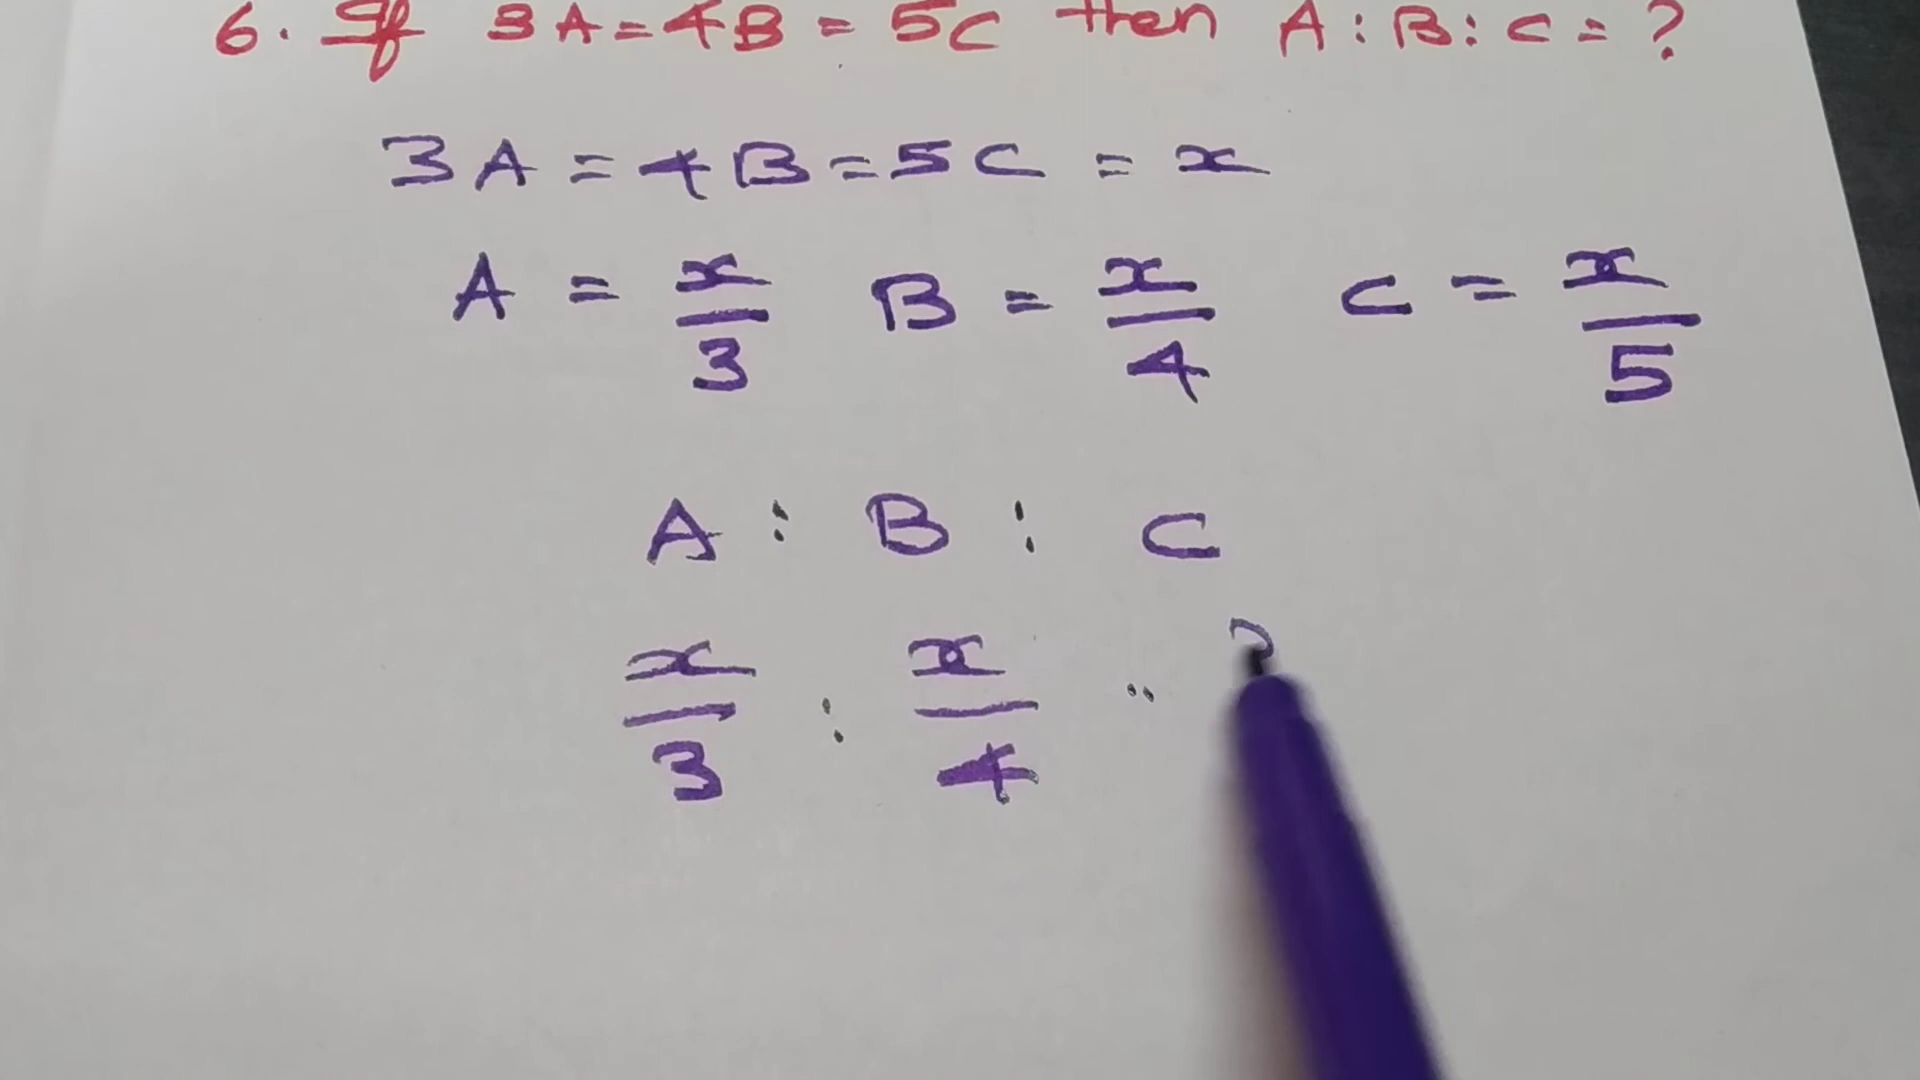 6. If 3A = 4B = 5C then A : B : C = ?
3A = 4B = 5C = x
A = x/3 B = x/4 C = x/5
A : B : C
x/3 : x/4 :